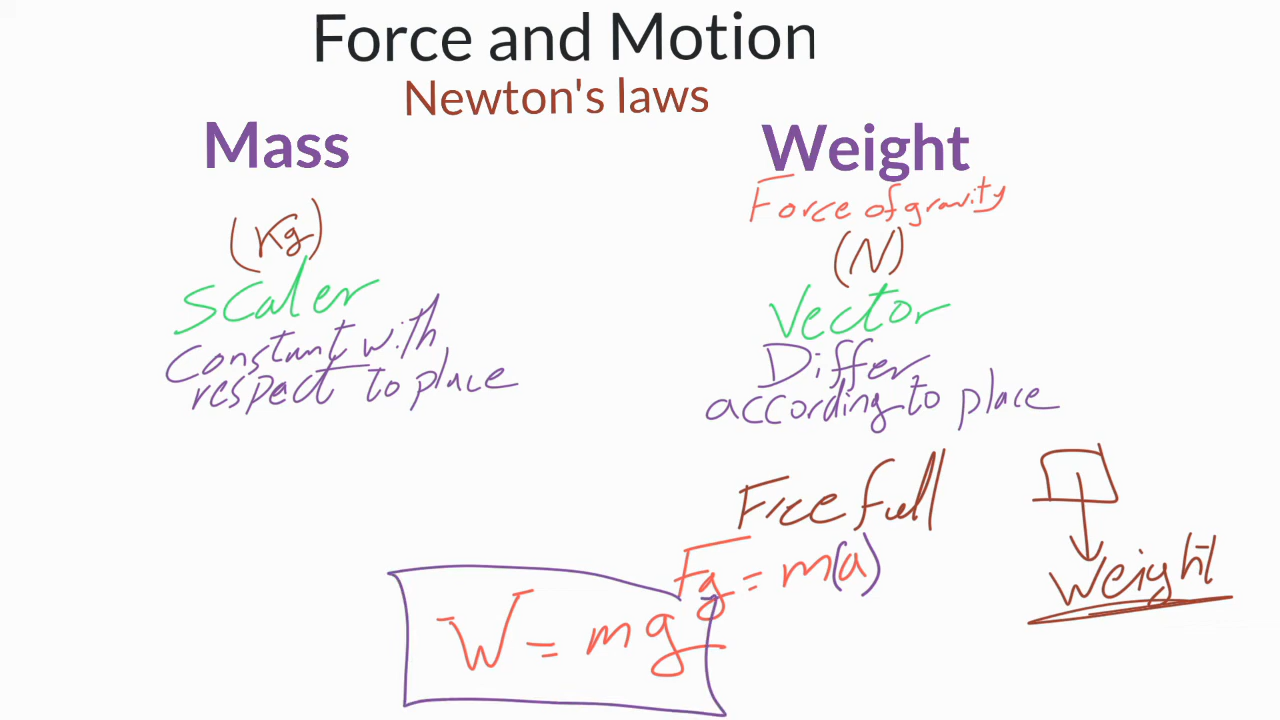 Force and Motion
Newton's laws
Mass
(Kg)
Scaler
Constant with
respect to place
Weight
Force of gravity
(N)
Vector
Differ
according to place
Free full
Fg = m(a)
W = mg
Weight